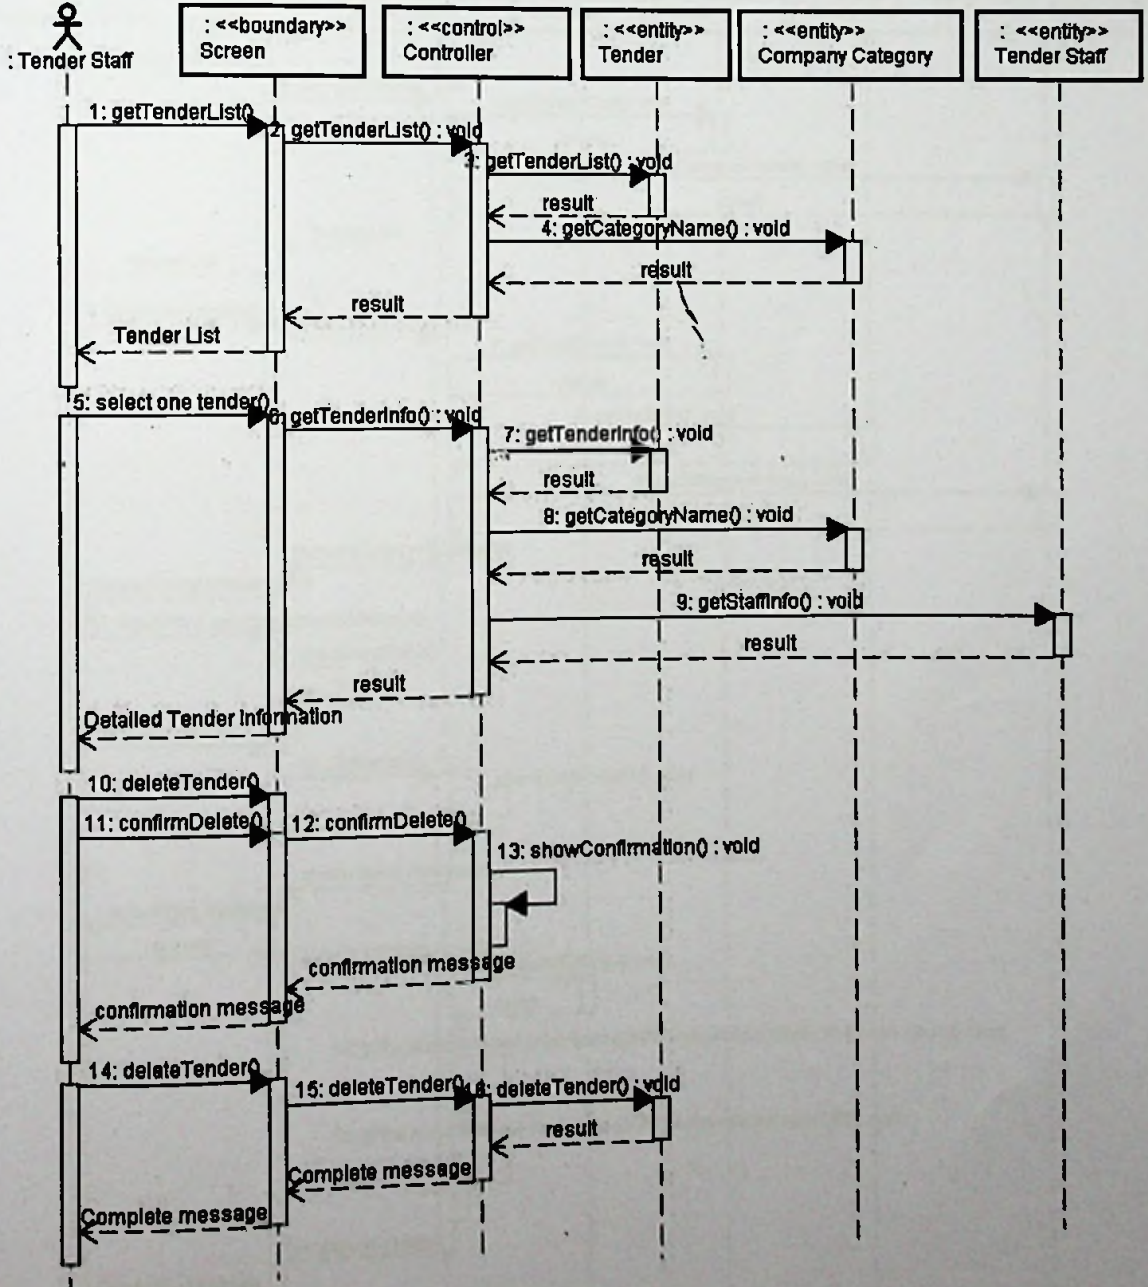 : Tender Staff
: <<boundary>>
Screen
: <<control>>
Controller
: <<entity>>
Tender
: <<entity>>
Company Category
: <<entity>>
Tender Staff
1: getTenderList()
2: getTenderList() : void
3: getTenderList() : void
result
4: getCategoryName() : void
result
result
Tender List
5: select one tender()
6: getTenderInfo() : void
7: getTenderInfo() : void
result
8: getCategoryName() : void
result
9: getStaffInfo() : void
result
result
Detailed Tender Information
10: deleteTender()
11: confirmDelete()
12: confirmDelete()
13: showConfirmation() : void
confirmation message
confirmation message
14: deleteTender()
15: deleteTender()
16: deleteTender() : void
result
Complete message
Complete message